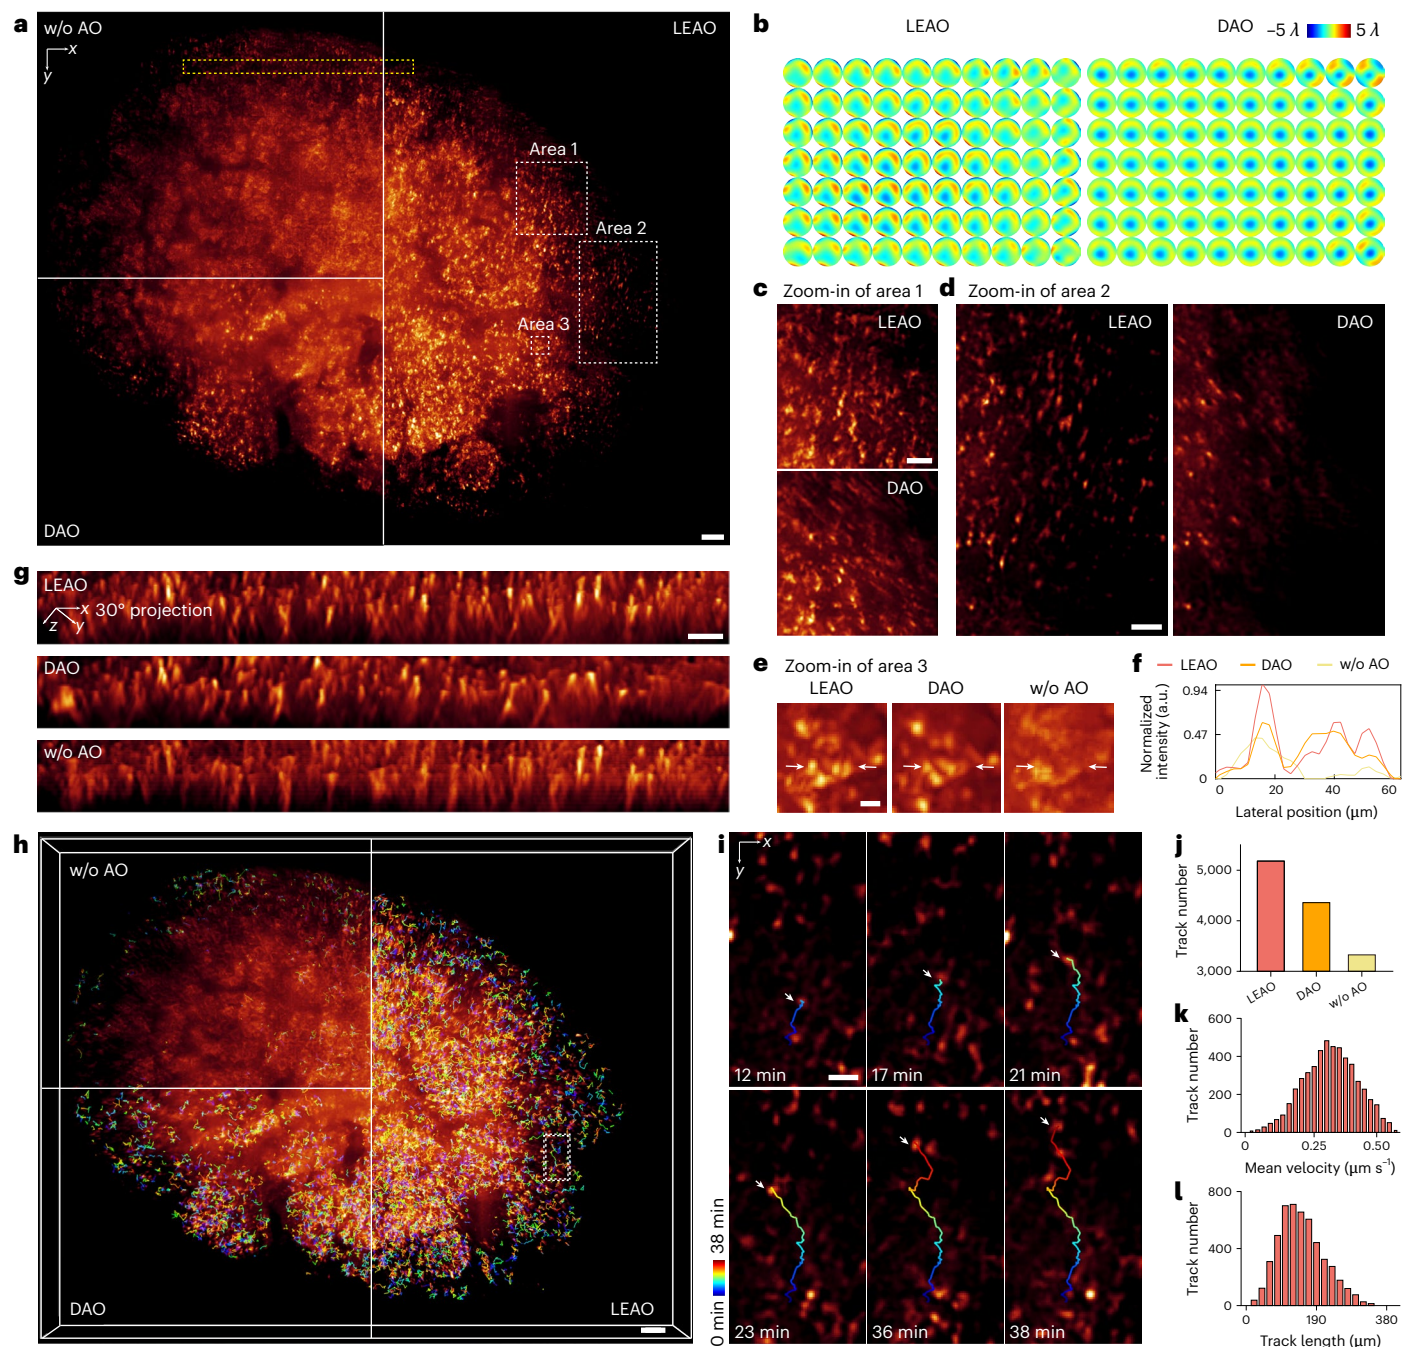 a
w/o AO
LEAO
x
y
Area 1
Area 2
Area 3
DAO
b
LEAO
DAO
−5 λ
5 λ
c Zoom-in of area 1
LEAO
DAO
d Zoom-in of area 2
LEAO
DAO
e Zoom-in of area 3
LEAO DAO w/o AO
f
LEAO DAO w/o AO
Normalized
intensity (a.u.)
0.94
0.47
0
0 20 40 60
Lateral position (µm)
g
LEAO
x 30° projection
z y
DAO
w/o AO
h
w/o AO
DAO
LEAO
i
x
y
12 min
17 min
21 min
23 min
36 min
38 min
0 min 38 min
j
Track number
5,000
4,000
3,000
LEAO DAO w/o AO
k
Track number
600
400
200
0
0 0.25 0.50
Mean velocity (µm s⁻¹)
l
Track number
800
400
0
0 190 380
Track length (µm)